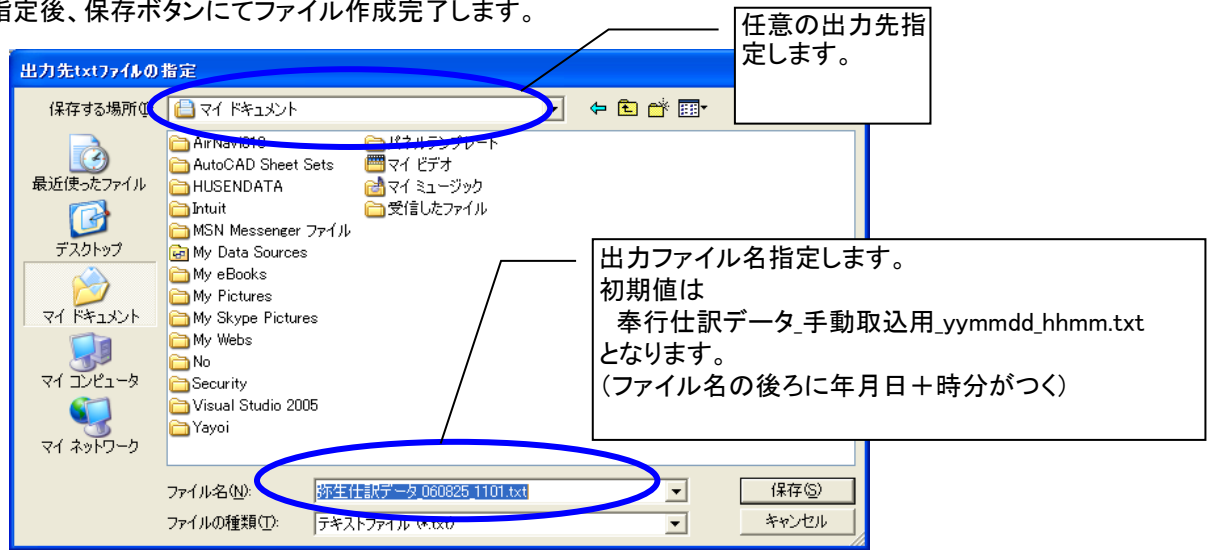 指定後、保存ボタンにてファイル作成完了します。
任意の出力先指
定します。
出力先txtファイルの指定
保存する場所(I)
マイ ドキュメント
AirNavi018
AutoCAD Sheet Sets
HUSENDATA
Intuit
MSN Messenger ファイル
My Data Sources
My eBooks
My Pictures
My Skype Pictures
My Webs
No
Security
Visual Studio 2005
Yayoi
パネルテンプレート
マイ ビデオ
マイ ミュージック
受信したファイル
最近使ったファイル
デスクトップ
マイ ドキュメント
マイ コンピュータ
マイ ネットワーク
出力ファイル名指定します。
初期値は
奉行仕訳データ_手動取込用_yymmdd_hhmm.txt
となります。
(ファイル名の後ろに年月日+時分がつく)
ファイル名(N):
弥生仕訳データ_060825_1101.txt
保存(S)
ファイルの種類(T):
テキストファイル (*.txt)
キャンセル